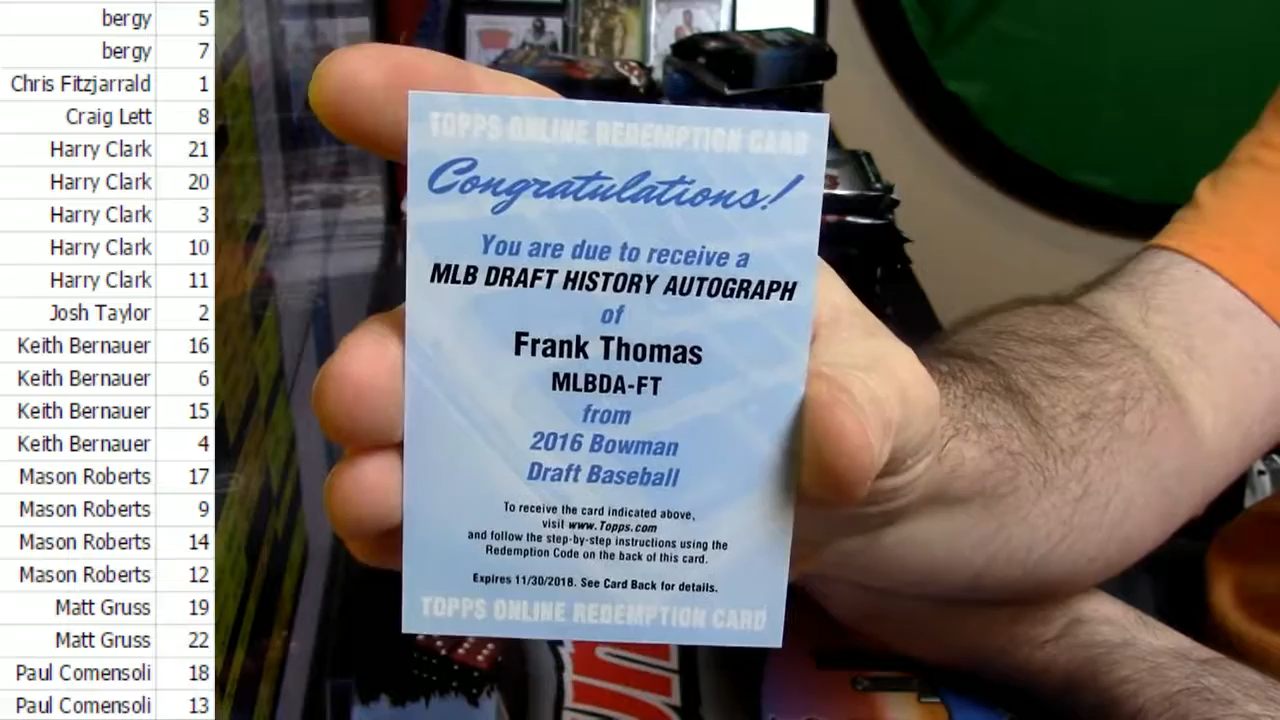 bergy 5
bergy 7
Chris Fitzjarrald 1
Craig Lett 8
Harry Clark 21
Harry Clark 20
Harry Clark 3
Harry Clark 10
Harry Clark 11
Josh Taylor 2
Keith Bernauer 16
Keith Bernauer 6
Keith Bernauer 15
Keith Bernauer 4
Mason Roberts 17
Mason Roberts 9
Mason Roberts 14
Mason Roberts 12
Matt Gruss 19
Matt Gruss 22
Paul Comensoli 18
Paul Comensoli 13
TOPPS ONLINE REDEMPTION CARD
Congratulations!
You are due to receive a
MLB DRAFT HISTORY AUTOGRAPH
of
Frank Thomas
MLBDA-FT
from
2016 Bowman
Draft Baseball
To receive the card indicated above,
visit www.Topps.com
and follow the step-by-step instructions using the
Redemption Code on the back of this card.
Expires 11/30/2018. See Card Back for details.
TOPPS ONLINE REDEMPTION CARD